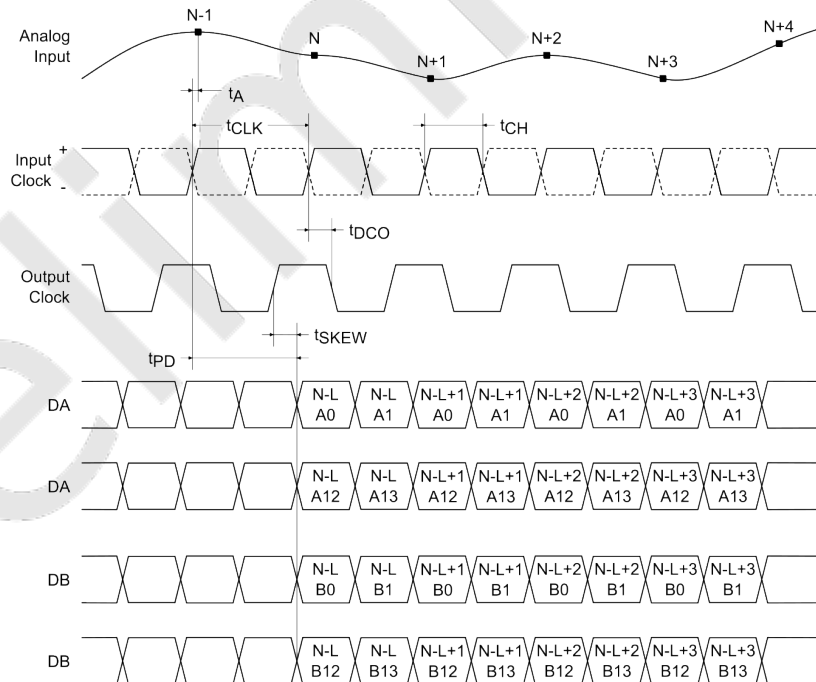 N-1
N
N+1
N+2
N+3
N+4
Analog
Input
tA
tCLK
tCH
Input
Clock
+
-
tDCO
Output
Clock
tSKEW
tPD
DA
N-L N-L N-L+1 N-L+1 N-L+2 N-L+2 N-L+3 N-L+3
A0 A1 A0 A1 A0 A1 A0 A1
DA
N-L N-L N-L+1 N-L+1 N-L+2 N-L+2 N-L+3 N-L+3
A12 A13 A12 A13 A12 A13 A12 A13
DB
N-L N-L N-L+1 N-L+1 N-L+2 N-L+2 N-L+3 N-L+3
B0 B1 B0 B1 B0 B1 B0 B1
DB
N-L N-L N-L+1 N-L+1 N-L+2 N-L+2 N-L+3 N-L+3
B12 B13 B12 B13 B12 B13 B12 B13
elim